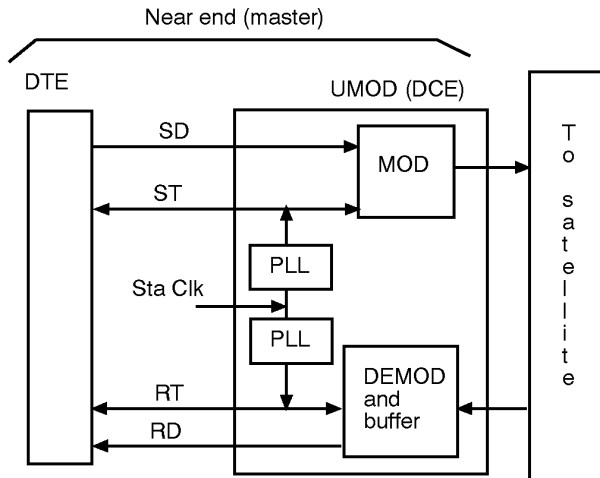 Near end (master)
DTE
UMOD (DCE)
SD
MOD
ST
PLL
Sta Clk
PLL
DEMOD
and
buffer
RT
RD
To satellite